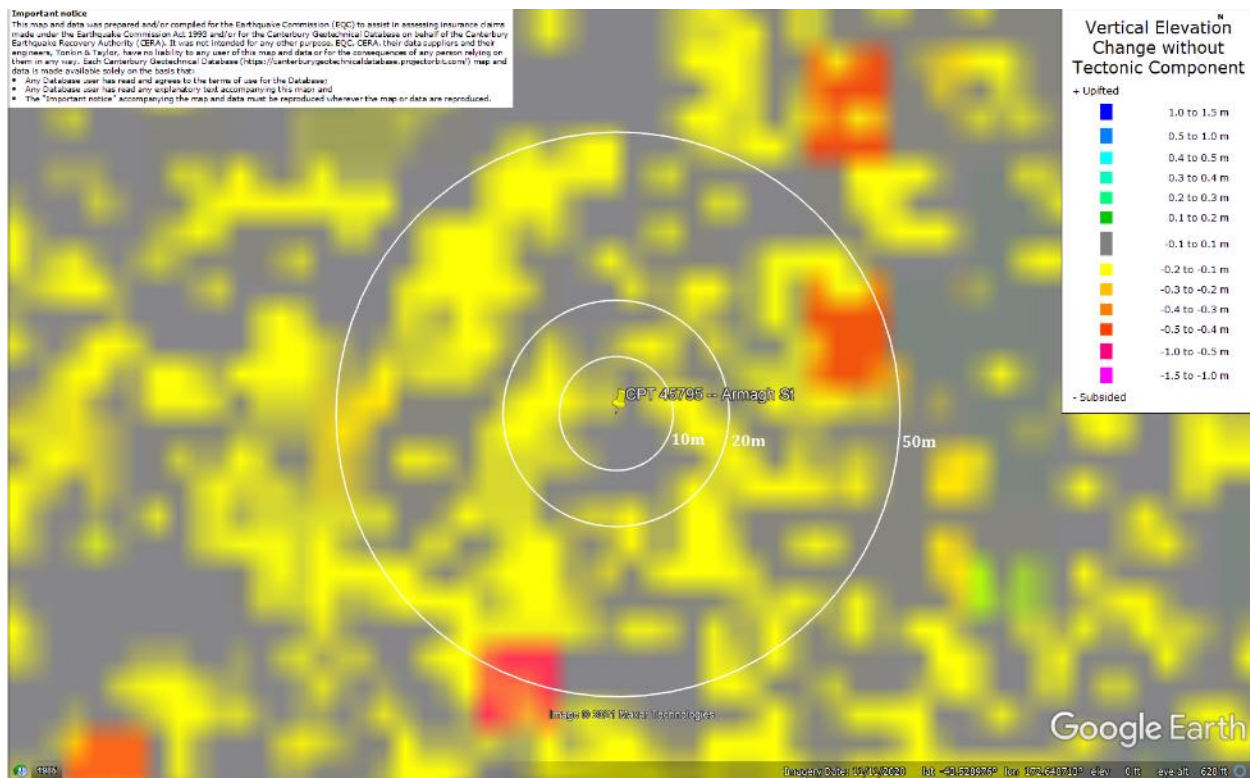 Important notice
This map and data was prepared and/or compiled for the Earthquake Commission (EQC) to assist in assessing insurance claims
made under the Earthquake Commission Act 1993 and/or for the Canterbury Geotechnical Database on behalf of the Canterbury
Earthquake Recovery Authority (CERA). It was not intended for any other purpose. EQC, CERA, their data suppliers and their
engineers, Tonkin & Taylor, have no liability to any user of this map and data or for the consequences of any person relying on
them in any way. Each Canterbury Geotechnical Database (https://canterburygeotechnicaldatabase.projectorbit.com/) map and
data is made available solely on the basis that:
• Any Database user has read and agrees to the terms of use for the Database;
• Any Database user has read any explanatory text accompanying this map; and
• The "Important notice" accompanying the map and data must be reproduced wherever the map or data are reproduced.
N
Vertical Elevation
Change without
Tectonic Component
+ Uplifted
1.0 to 1.5 m
0.5 to 1.0 m
0.4 to 0.5 m
0.3 to 0.4 m
0.2 to 0.3 m
0.1 to 0.2 m
-0.1 to 0.1 m
-0.2 to -0.1 m
-0.3 to -0.2 m
-0.4 to -0.3 m
-0.5 to -0.4 m
-1.0 to -0.5 m
-1.5 to -1.0 m
- Subsided
CPT 45795 -- Armagh St
10m 20m 50m
Image © 2021 Maxar Technologies
Google Earth
1986 Imagery Date: 11/11/2020 lat lon elev 0 ft eye alt 620 ft